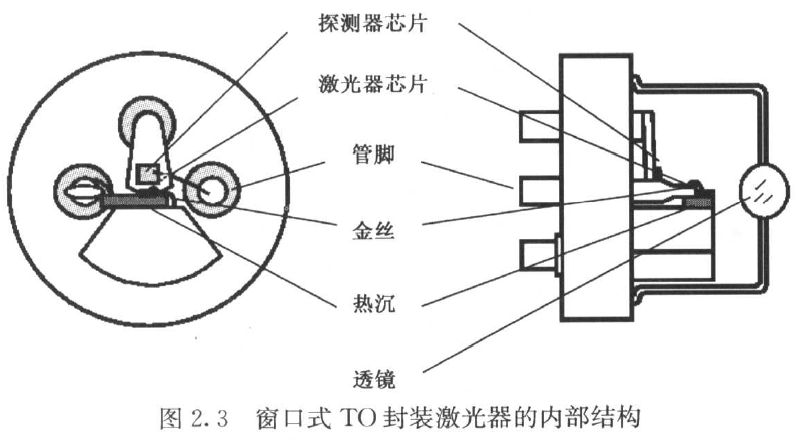 探测器芯片
激光器芯片
管脚
金丝
热沉
透镜
图 2.3 窗口式 TO 封装激光器的内部结构